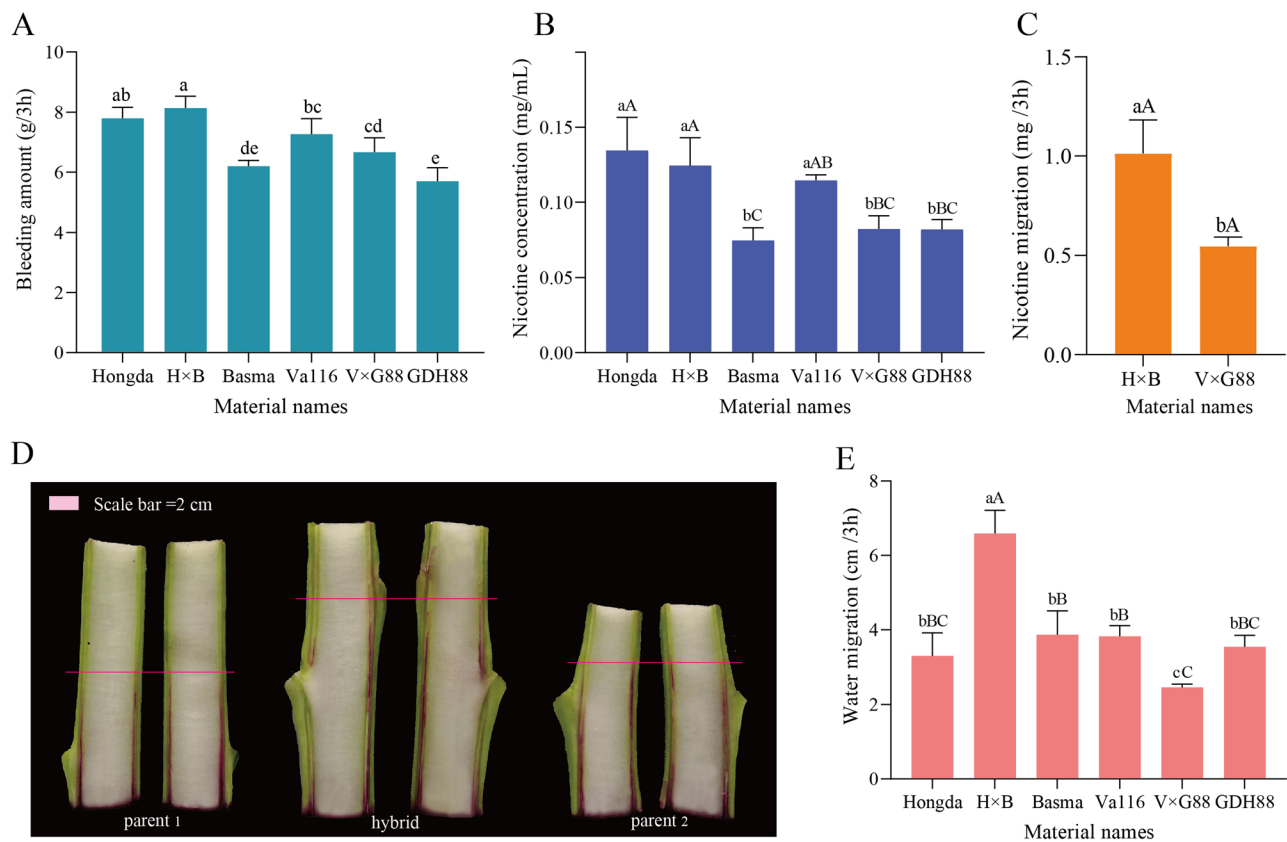 A
Bleeding amount (g/3h)
10
8
6
4
2
0
ab
a
de
bc
cd
e
Hongda H×B Basma Va116 V×G88 GDH88
Material names
B
Nicotine concentration (mg/mL)
0.15
0.10
0.05
0.00
aA
aA
bC
aAB
bBC
bBC
Hongda H×B Basma Va116 V×G88 GDH88
Material names
C
Nicotine migration (mg /3h)
1.5
1.0
0.5
0.0
aA
bA
H×B V×G88
Material names
D
Scale bar =2 cm
parent 1
hybrid
parent 2
E
Water migration (cm /3h)
8
6
4
2
0
bBC
aA
bB
bB
cC
bBC
Hongda H×B Basma Va116 V×G88 GDH88
Material names